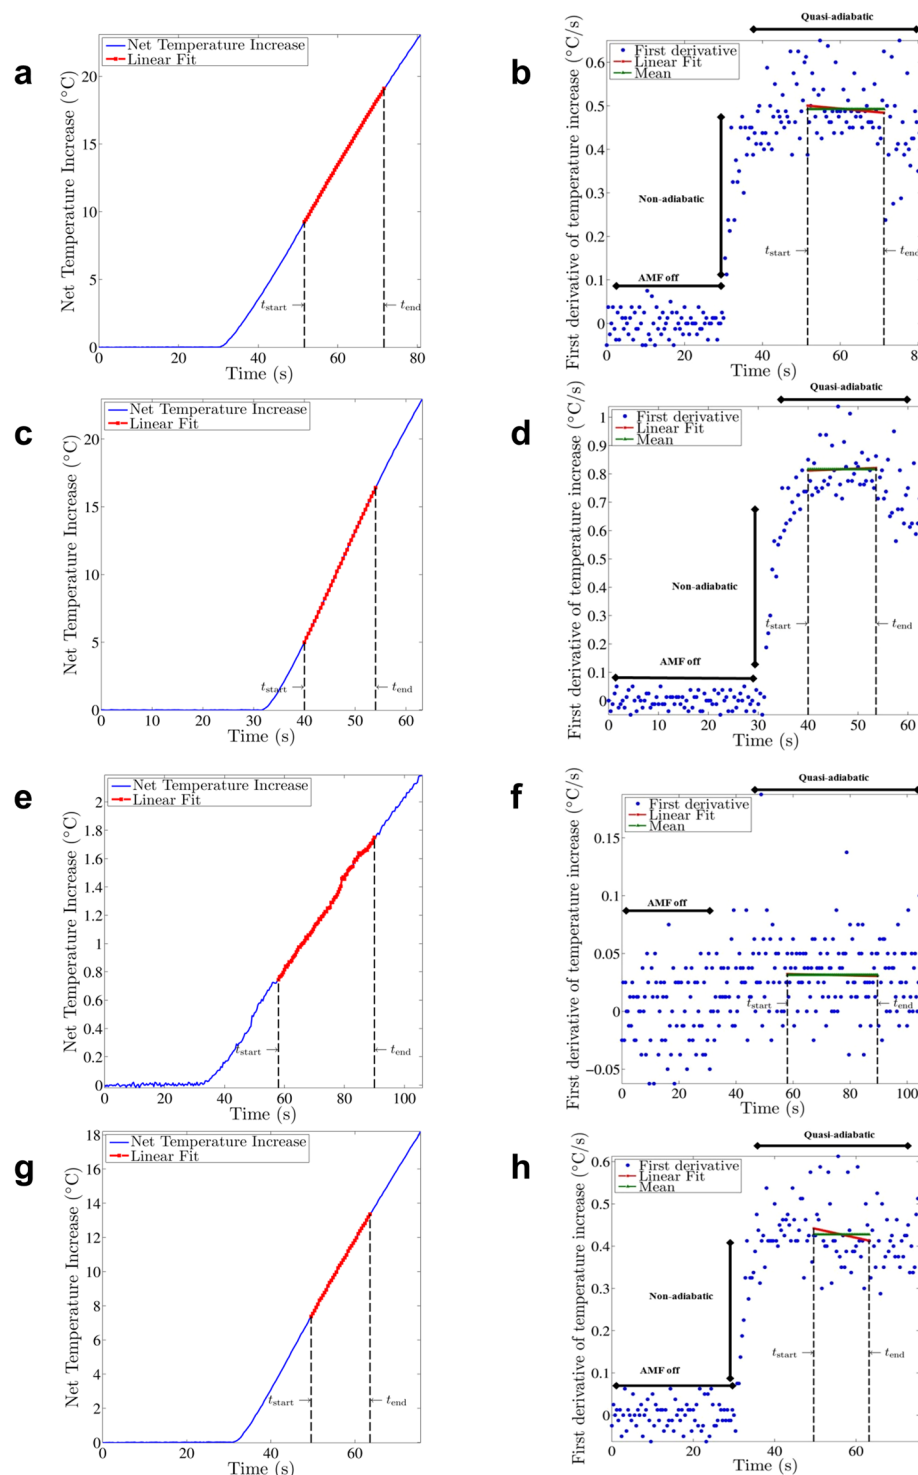 a
Net Temperature Increase
Linear Fit
Net Temperature Increase (°C)
20
15
10
5
0
t_start
t_end
0 20 40 60 80
Time (s)
b
Quasi-adiabatic
First derivative
Linear Fit
Mean
First derivative of temperature increase (°C/s)
0.6
0.5
0.4
0.3
0.2
0.1
0
Non-adiabatic
AMF off
t_start
t_end
0 20 40 60 80
Time (s)
c
Net Temperature Increase
Linear Fit
Net Temperature Increase (°C)
20
15
10
5
0
t_start
t_end
0 10 20 30 40 50 60
Time (s)
d
Quasi-adiabatic
First derivative
Linear Fit
Mean
First derivative of temperature increase (°C/s)
1
0.9
0.8
0.7
0.6
0.5
0.4
0.3
0.2
0.1
0
Non-adiabatic
AMF off
t_start
t_end
0 10 20 30 40 50 60
Time (s)
e
Net Temperature Increase
Linear Fit
Net Temperature Increase (°C)
2
1.8
1.6
1.4
1.2
1
0.8
0.6
0.4
0.2
0
t_start
t_end
0 20 40 60 80 100
Time (s)
f
Quasi-adiabatic
First derivative
Linear Fit
Mean
First derivative of temperature increase (°C/s)
0.15
0.1
0.05
0
−0.05
AMF off
t_start
t_end
0 20 40 60 80 100
Time (s)
g
Net Temperature Increase
Linear Fit
Net Temperature Increase (°C)
18
16
14
12
10
8
6
4
2
0
t_start
t_end
0 20 40 60
Time (s)
h
Quasi-adiabatic
First derivative
Linear Fit
Mean
First derivative of temperature increase (°C/s)
0.6
0.5
0.4
0.3
0.2
0.1
0
Non-adiabatic
AMF off
t_start
t_end
0 20 40 60
Time (s)